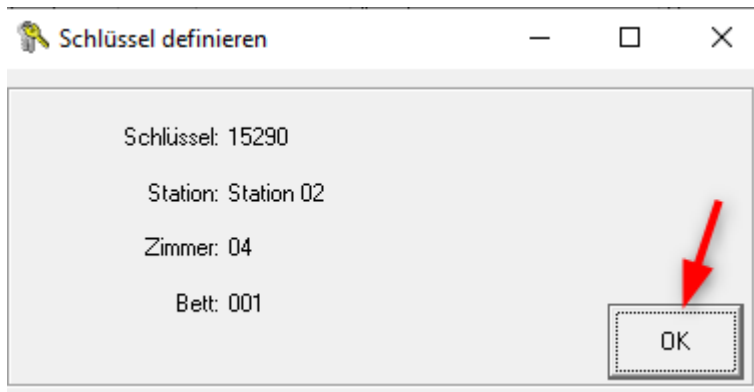 Schlüssel definieren
Schlüssel: 15290
Station: Station 02
Zimmer: 04
Bett: 001
OK